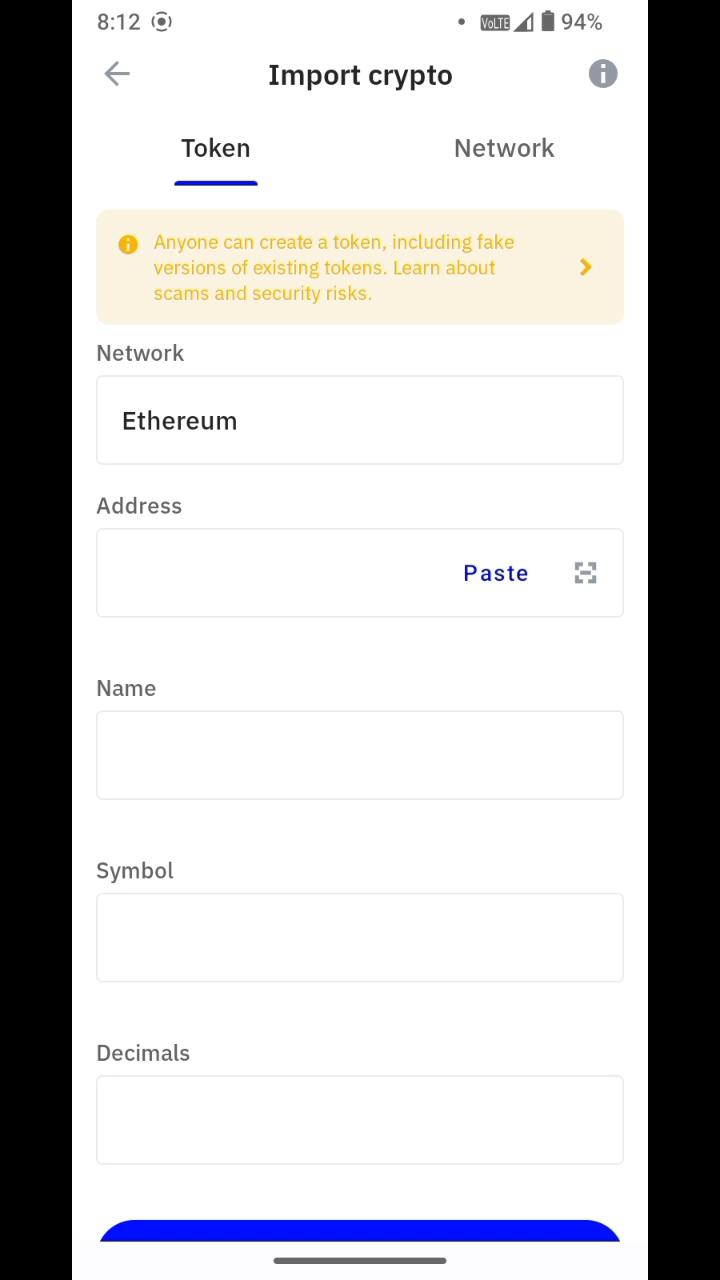 8:12
VoLTE
94%
Import crypto
Token
Network
Anyone can create a token, including fake
versions of existing tokens. Learn about
scams and security risks.
Network
Ethereum
Address
Paste
Name
Symbol
Decimals